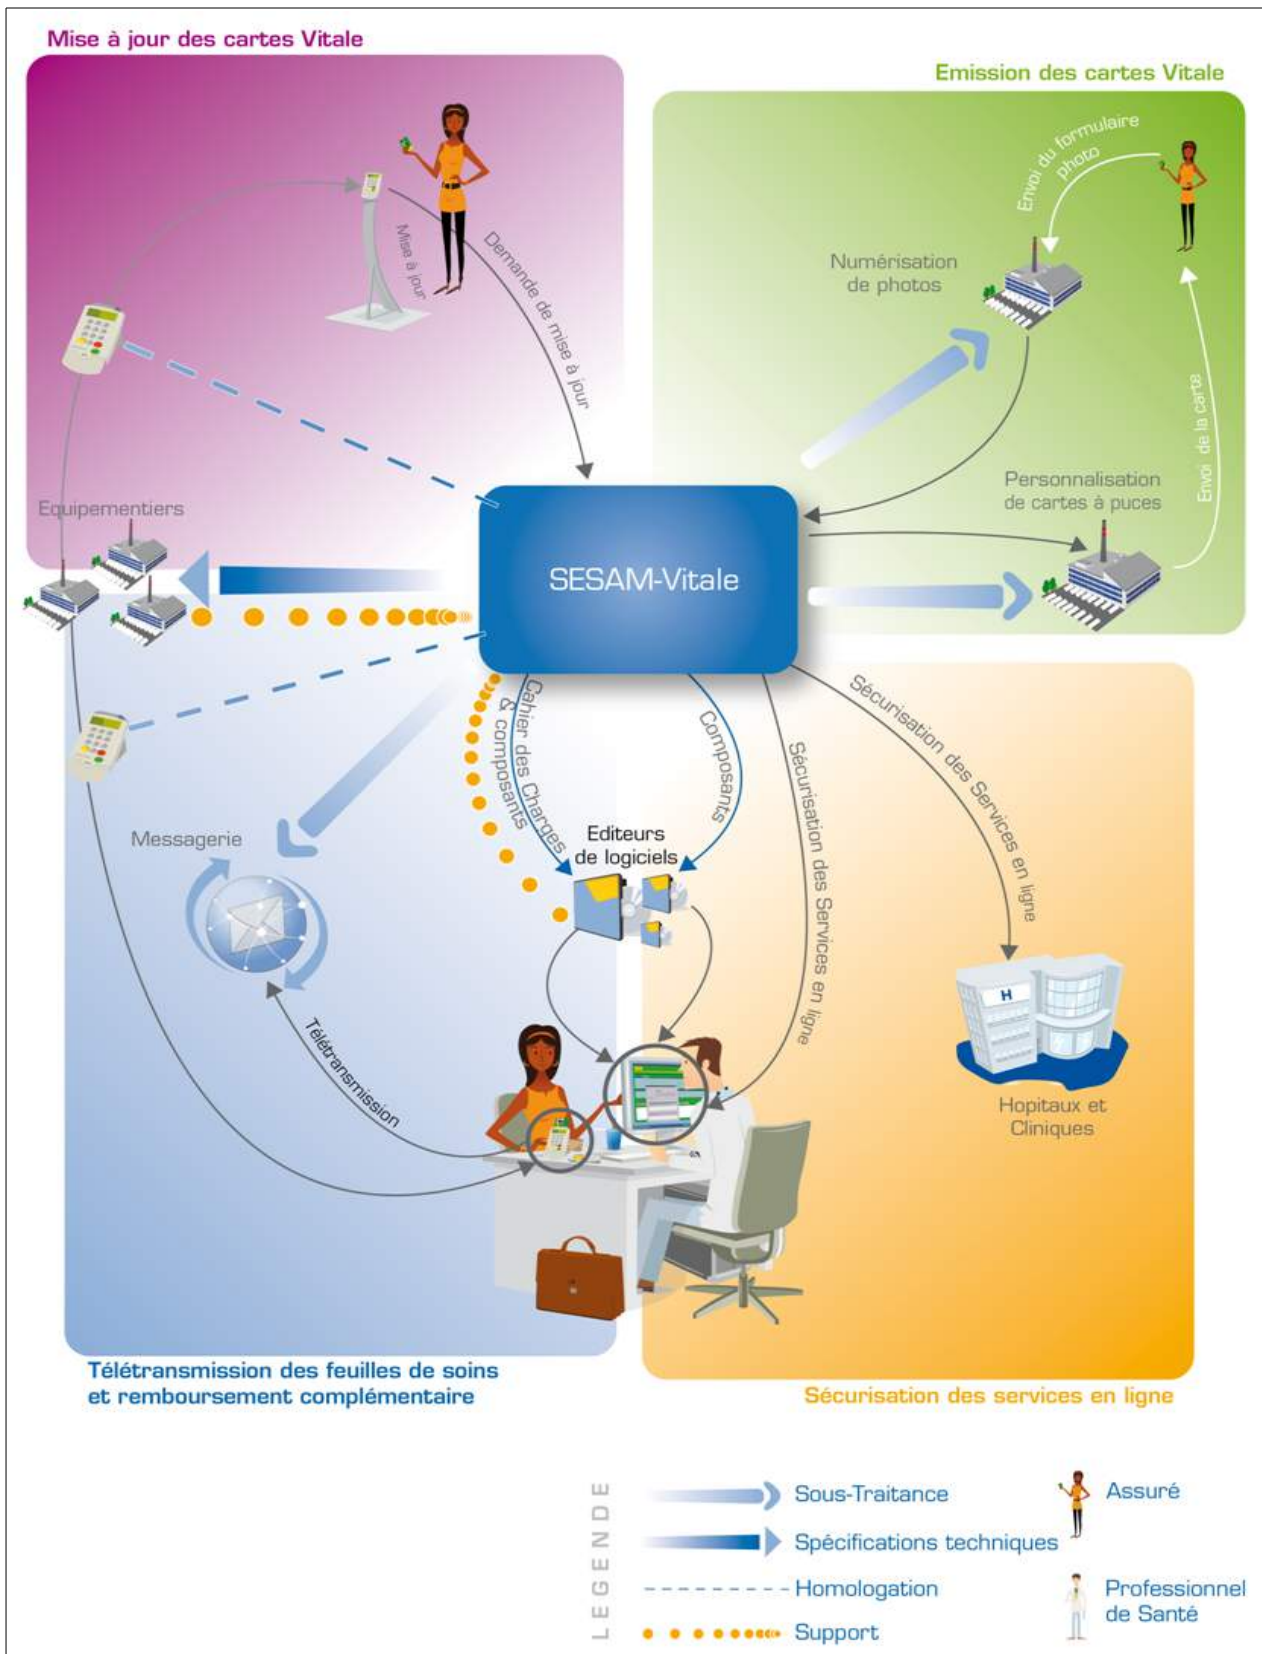 Mise à jour des cartes Vitale
Emission des cartes Vitale
Envoi du formulaire
photo
Mise à jour
Demande de mise à jour
Numérisation
de photos
Envoi de la carte
Personnalisation
de cartes à puces
Equipementiers
SESAM-Vitale
Cahier des Charges
& composants
Composants
Sécurisation des Services en ligne
Sécurisation des Services en ligne
Messagerie
Editeurs
de logiciels
Télétransmission
H
Hopitaux et
Cliniques
Télétransmission des feuilles de soins
et remboursement complémentaire
Sécurisation des services en ligne
LEGENDE
Sous-Traitance
Assuré
Spécifications techniques
Homologation
Professionnel
de Santé
Support